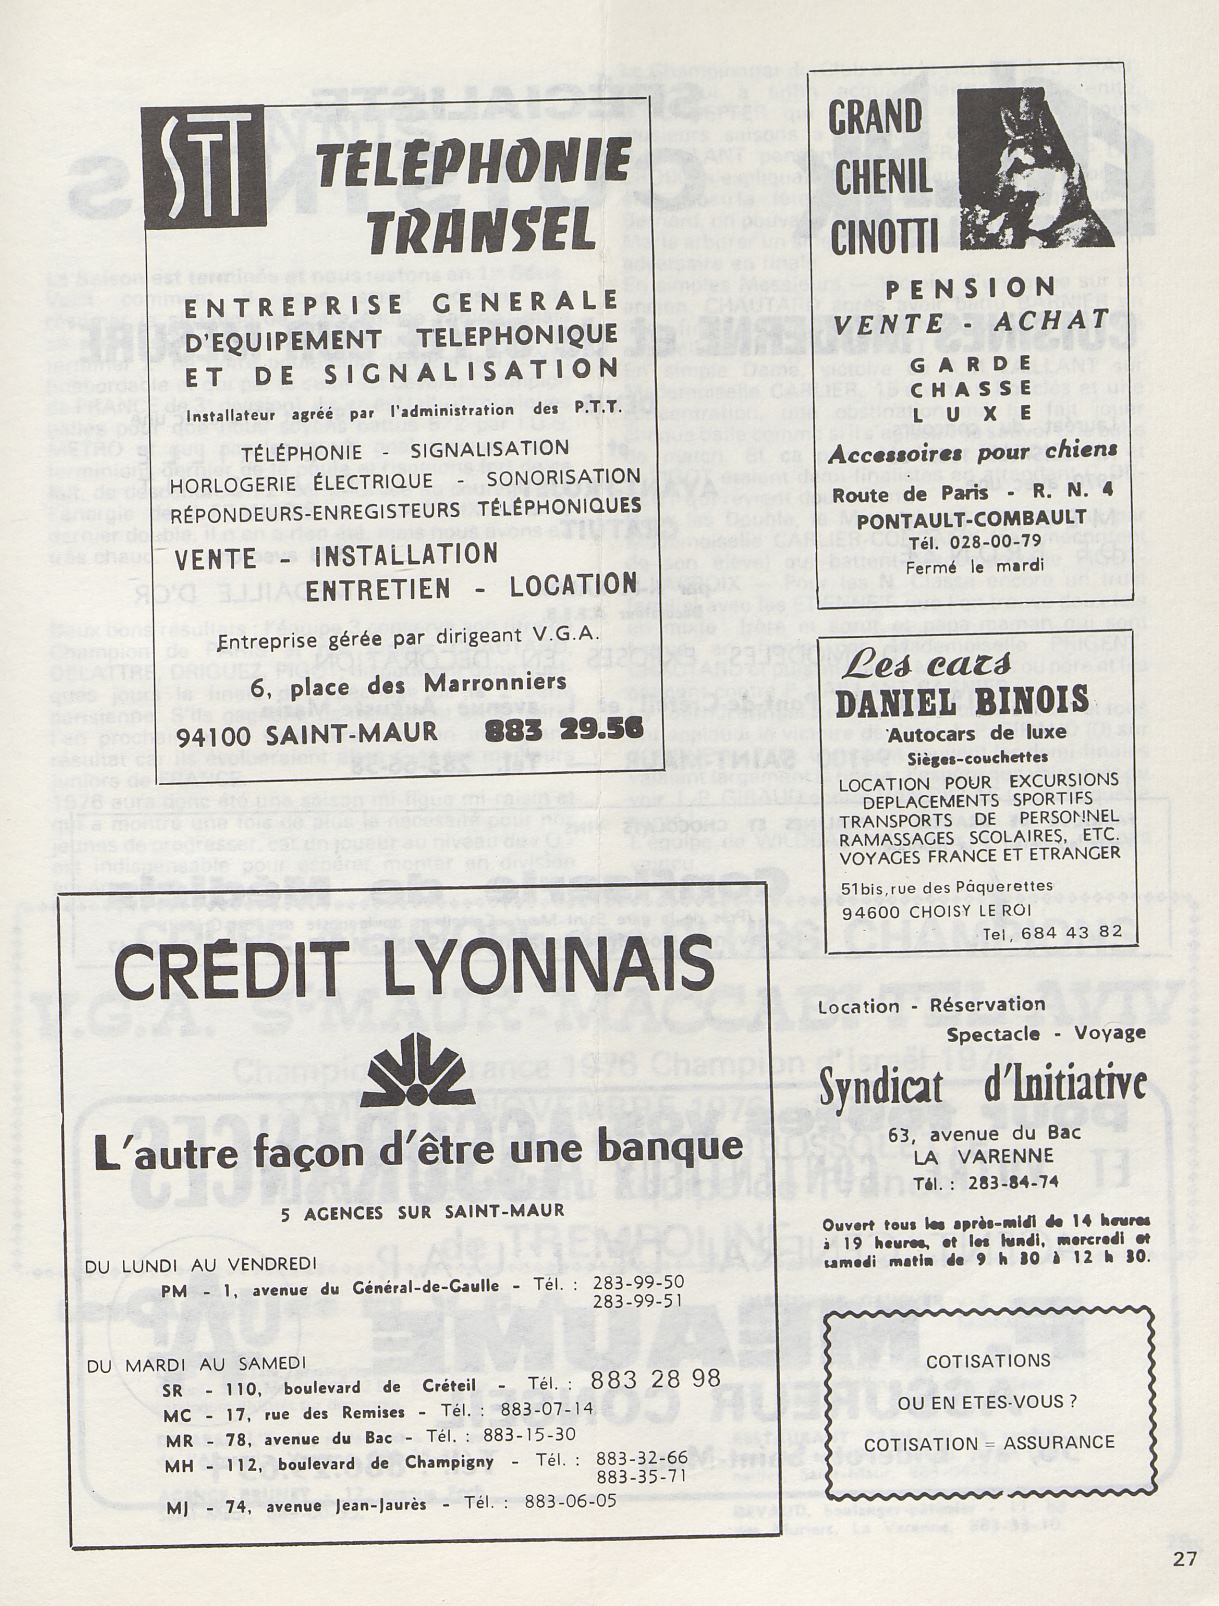 STT
TÉLÉPHONIE
TRANSEL
ENTREPRISE GENERALE
D'EQUIPEMENT TELEPHONIQUE
ET DE SIGNALISATION
Installateur agréé par l'administration des P.T.T.
TÉLÉPHONIE - SIGNALISATION
HORLOGERIE ÉLECTRIQUE - SONORISATION
RÉPONDEURS-ENREGISTEURS TÉLÉPHONIQUES
VENTE - INSTALLATION
ENTRETIEN - LOCATION
Entreprise gérée par dirigeant V.G.A.
6, place des Marronniers
94100 SAINT-MAUR 883 29.56
GRAND
CHENIL
CINOTTI
PENSION
VENTE - ACHAT
GARDE
CHASSE
LUXE
Accessoires pour chiens
Route de Paris - R. N. 4
PONTAULT-COMBAULT
Tél. 028-00-79
Fermé le mardi
Les cars
DANIEL BINOIS
Autocars de luxe
Sièges-couchettes
LOCATION POUR EXCURSIONS
DEPLACEMENTS SPORTIFS
TRANSPORTS DE PERSONNEL
RAMASSAGES SCOLAIRES, ETC.
VOYAGES FRANCE ET ETRANGER
51bis, rue des Pâquerettes
94600 CHOISY LE ROI
Tel, 684 43 82
CRÉDIT LYONNAIS
L'autre façon d'être une banque
5 AGENCES SUR SAINT-MAUR
DU LUNDI AU VENDREDI
PM - 1, avenue du Général-de-Gaulle - Tél. : 283-99-50
283-99-51
DU MARDI AU SAMEDI
SR - 110, boulevard de Créteil - Tél. : 883 28 98
MC - 17, rue des Remises - Tél. : 883-07-14
MR - 78, avenue du Bac - Tél. : 883-15-30
MH - 112, boulevard de Champigny - Tél. : 883-32-66
883-35-71
MJ - 74, avenue Jean-Jaurès - Tél. : 883-06-05
Location - Réservation
Spectacle - Voyage
Syndicat d'Initiative
63, avenue du Bac
LA VARENNE
Tél. : 283-84-74
Ouvert tous les après-midi de 14 heures
à 19 heures, et les lundi, mercredi et
samedi matin de 9 h 30 à 12 h 30.
COTISATIONS
OU EN ETES-VOUS ?
COTISATION = ASSURANCE
27